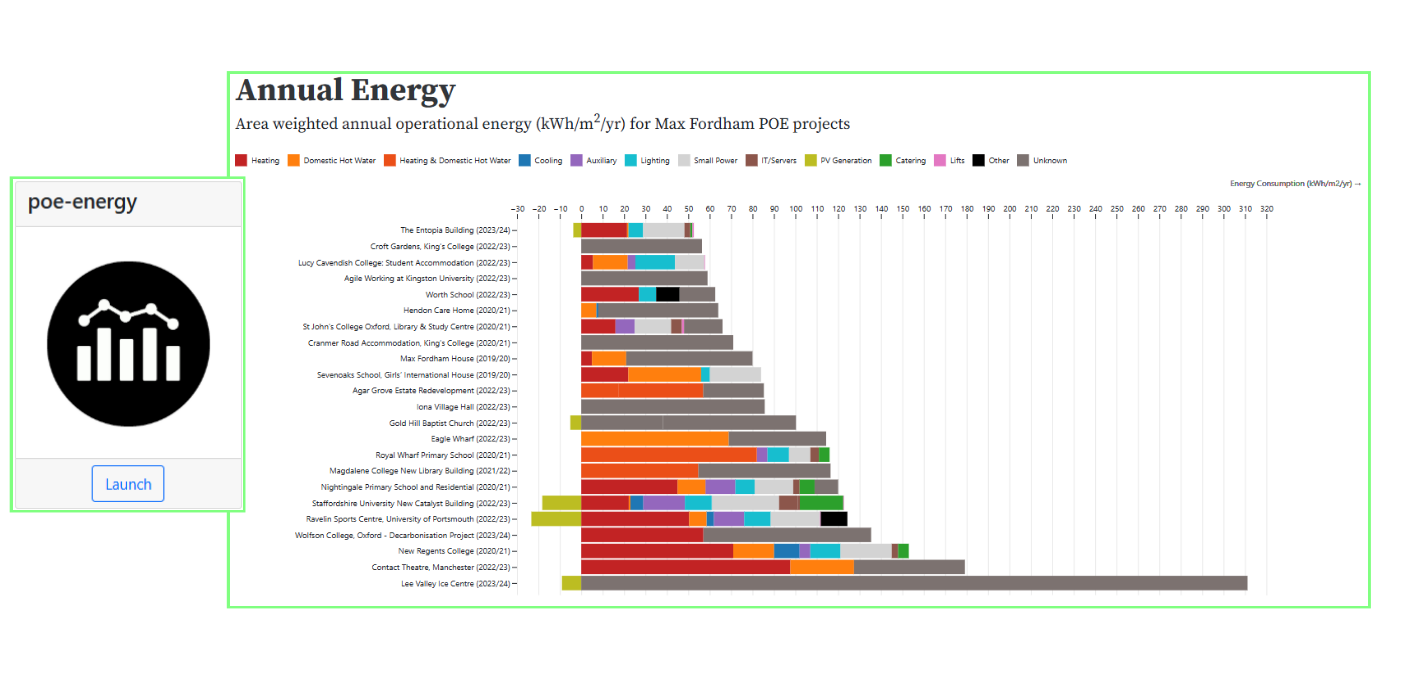 Annual Energy
Area weighted annual operational energy (kWh/m2/yr) for Max Fordham POE projects
Heating Domestic Hot Water Heating & Domestic Hot Water Cooling Auxiliary Lighting Small Power IT/Servers PV Generation Catering Lifts Other Unknown
Energy Consumption (kWh/m2/yr) →
poe-energy
Launch
−30 −20 −10 0 10 20 30 40 50 60 70 80 90 100 110 120 130 140 150 160 170 180 190 200 210 220 230 240 250 260 270 280 290 300 310 320
The Entopia Building (2023/24)
Croft Gardens, King's College (2022/23)
Lucy Cavendish College: Student Accommodation (2022/23)
Agile Working at Kingston University (2022/23)
Worth School (2022/23)
Hendon Care Home (2020/21)
St John's College Oxford, Library & Study Centre (2020/21)
Cranmer Road Accommodation, King's College (2020/21)
Max Fordham House (2019/20)
Sevenoaks School, Girls' International House (2019/20)
Agar Grove Estate Redevelopment (2022/23)
Iona Village Hall (2022/23)
Gold Hill Baptist Church (2022/23)
Eagle Wharf (2022/23)
Royal Wharf Primary School (2020/21)
Magdalene College New Library Building (2021/22)
Nightingale Primary School and Residential (2020/21)
Staffordshire University New Catalyst Building (2022/23)
Ravelin Sports Centre, University of Portsmouth (2022/23)
Wolfson College, Oxford - Decarbonisation Project (2023/24)
New Regents College (2020/21)
Contact Theatre, Manchester (2022/23)
Lee Valley Ice Centre (2023/24)